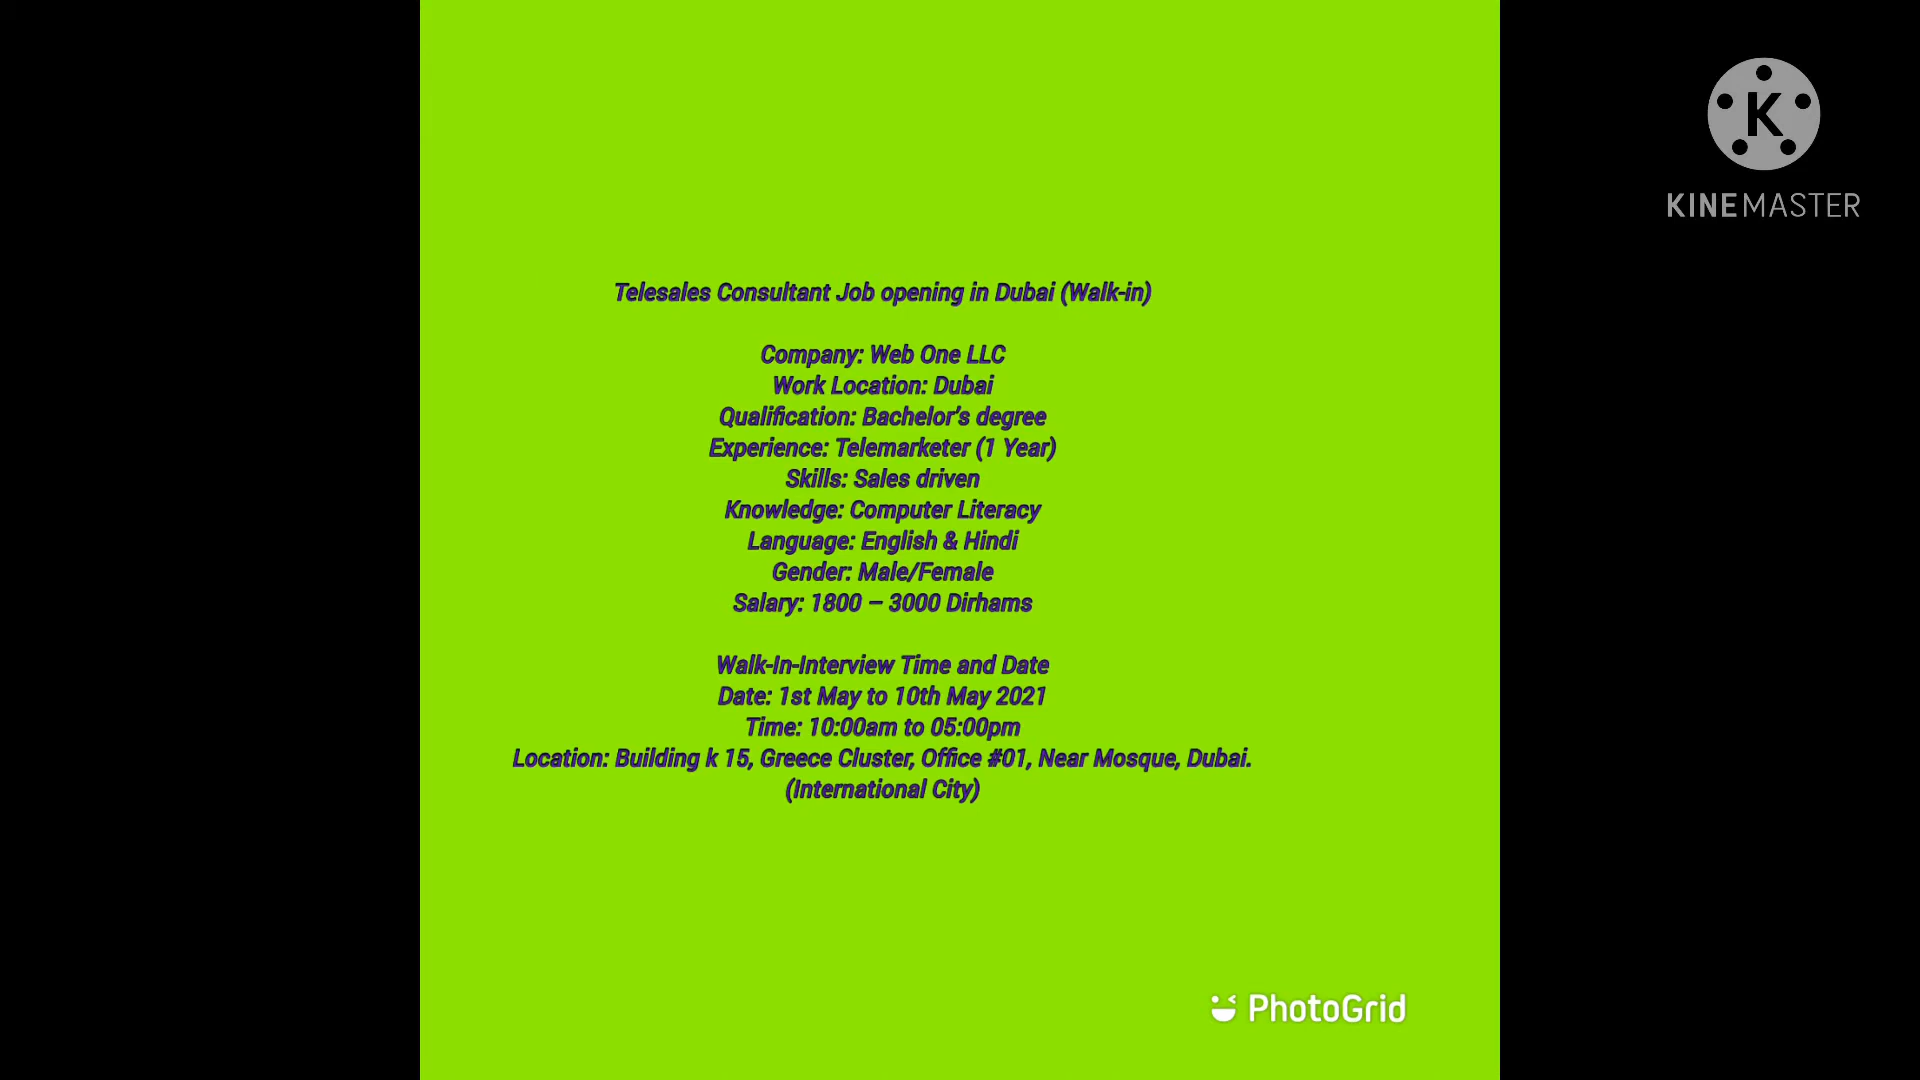 K
KINEMASTER
Telesales Consultant Job opening in Dubai (Walk-in)
Company: Web One LLC
Work Location: Dubai
Qualification: Bachelor’s degree
Experience: Telemarketer (1 Year)
Skills: Sales driven
Knowledge: Computer Literacy
Language: English & Hindi
Gender: Male/Female
Salary: 1800 – 3000 Dirhams
Walk-In-Interview Time and Date
Date: 1st May to 10th May 2021
Time: 10:00am to 05:00pm
Location: Building k 15, Greece Cluster, Office #01, Near Mosque, Dubai.
(International City)
PhotoGrid